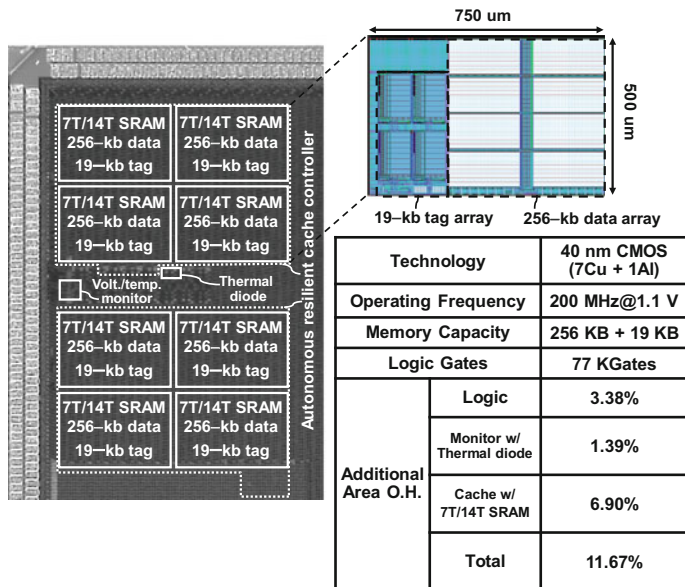 750 um
500 um
19–kb tag array
256–kb data array
7T/14T SRAM
256–kb data
19–kb tag
7T/14T SRAM
256–kb data
19–kb tag
7T/14T SRAM
256–kb data
19–kb tag
7T/14T SRAM
256–kb data
19–kb tag
Volt./temp.
monitor
Thermal
diode
7T/14T SRAM
256–kb data
19–kb tag
7T/14T SRAM
256–kb data
19–kb tag
7T/14T SRAM
256–kb data
19–kb tag
7T/14T SRAM
256–kb data
19–kb tag
Autonomous resilient cache controller
Technology
40 nm CMOS
(7Cu + 1Al)
Operating Frequency
200 MHz@1.1 V
Memory Capacity
256 KB + 19 KB
Logic Gates
77 KGates
Additional
Area O.H.
Logic
3.38%
Monitor w/
Thermal diode
1.39%
Cache w/
7T/14T SRAM
6.90%
Total
11.67%